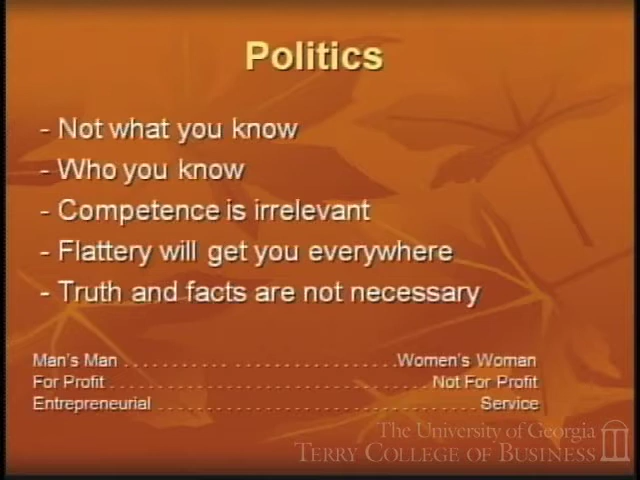 Politics
- Not what you know
- Who you know
- Competence is irrelevant
- Flattery will get you everywhere
- Truth and facts are not necessary
Man's Man . . . . . . . . . . . . . . . . . . . . . . . . . . . . . Women's Woman
For Profit . . . . . . . . . . . . . . . . . . . . . . . . . . . . . . . . . . Not For Profit
Entrepreneurial . . . . . . . . . . . . . . . . . . . . . . . . . . . . . . . . . . Service
The University of Georgia
TERRY COLLEGE OF BUSINESS